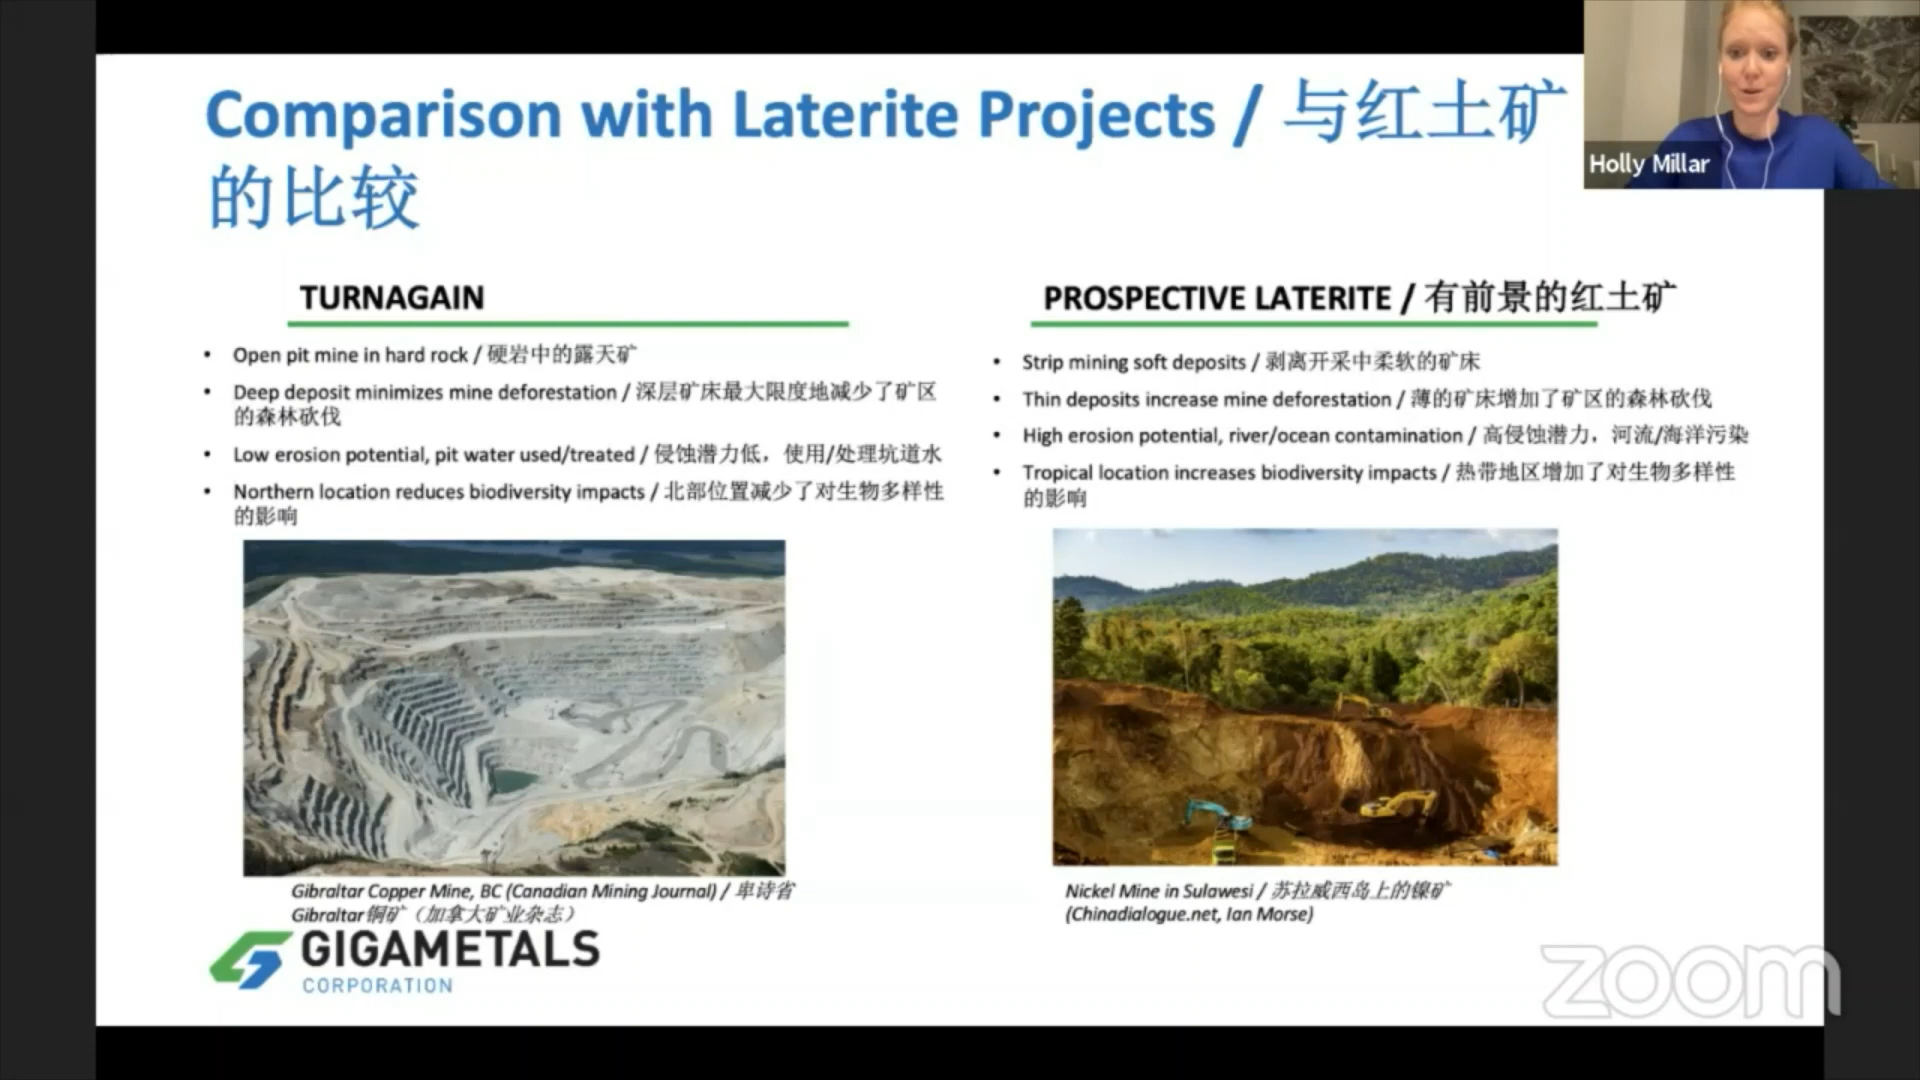 Comparison with Laterite Projects / 与红土矿
的比较
Holly Millar
TURNAGAIN
• Open pit mine in hard rock / 硬岩中的露天矿
• Deep deposit minimizes mine deforestation / 深层矿床最大限度地减少了矿区
的森林砍伐
• Low erosion potential, pit water used/treated / 侵蚀潜力低，使用/处理坑道水
• Northern location reduces biodiversity impacts / 北部位置减少了对生物多样性
的影响
Gibraltar Copper Mine, BC (Canadian Mining Journal) / 卑诗省
Gibraltar铜矿（加拿大矿业杂志）
PROSPECTIVE LATERITE / 有前景的红土矿
• Strip mining soft deposits / 剥离开采中柔软的矿床
• Thin deposits increase mine deforestation / 薄的矿床增加了矿区的森林砍伐
• High erosion potential, river/ocean contamination / 高侵蚀潜力，河流/海洋污染
• Tropical location increases biodiversity impacts / 热带地区增加了对生物多样性
的影响
Nickel Mine in Sulawesi / 苏拉威西岛上的镍矿
(Chinadialogue.net, Ian Morse)
GIGAMETALS
CORPORATION
zoom